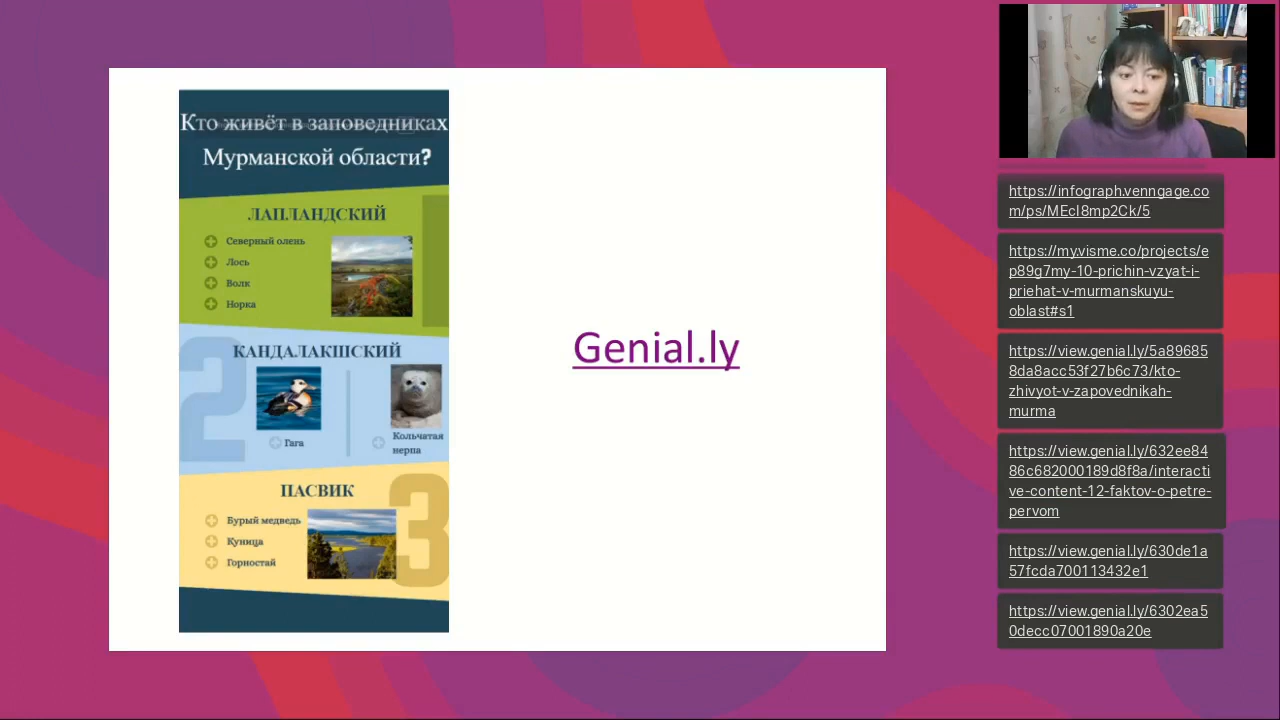 Кто живёт в заповедниках
Мурманской области?
ЛАПЛАНДСКИЙ
Северный олень
Лось
Волк
Норка
2
КАНДАЛАКШСКИЙ
Гага
Кольчатая
нерпа
3
ПАСВИК
Бурый медведь
Куница
Горностай
Genial.ly
https://infograph.venngage.co
m/ps/MEcI8mp2Ck/5
https://my.visme.co/projects/e
p89g7my-10-prichin-vzyat-i-
priehat-v-murmanskuyu-
oblast#s1
https://view.genial.ly/5a89685
8da8acc53f27b6c73/kto-
zhivyot-v-zapovednikah-
murma
https://view.genial.ly/632ee84
86c682000189d8f8a/interacti
ve-content-12-faktov-o-petre-
pervom
https://view.genial.ly/630de1a
57fcda700113432e1
https://view.genial.ly/6302ea5
0decc07001890a20e